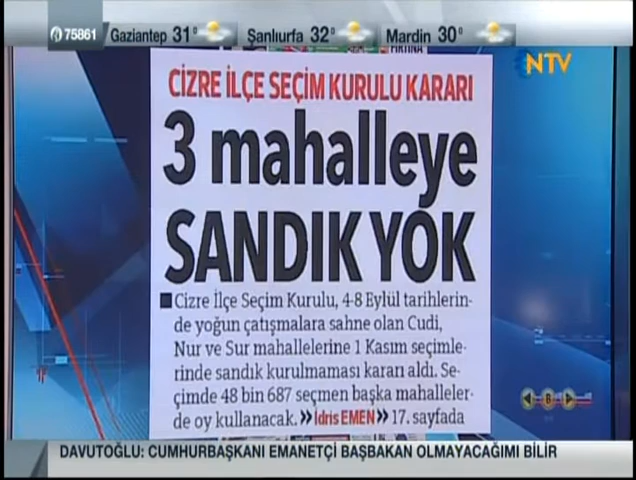 75861 Gaziantep 31° Şanlıurfa 32° Mardin 30°
NTV
CİZRE İLÇE SEÇİM KURULU KARARI
3 mahalleye
SANDIK YOK
■ Cizre İlçe Seçim Kurulu, 4-8 Eylül tarihlerin-
de yoğun çatışmalara sahne olan Cudi,
Nur ve Sur mahallelerine 1 Kasım seçimle-
rinde sandık kurulmaması kararı aldı. Se-
çimde 48 bin 687 seçmen başka mahalleler-
de oy kullanacak. » İdris EMEN » 17. sayfada
B
DAVUTOĞLU: CUMHURBAŞKANI EMANETÇİ BAŞBAKAN OLMAYACAĞIMI BİLİR